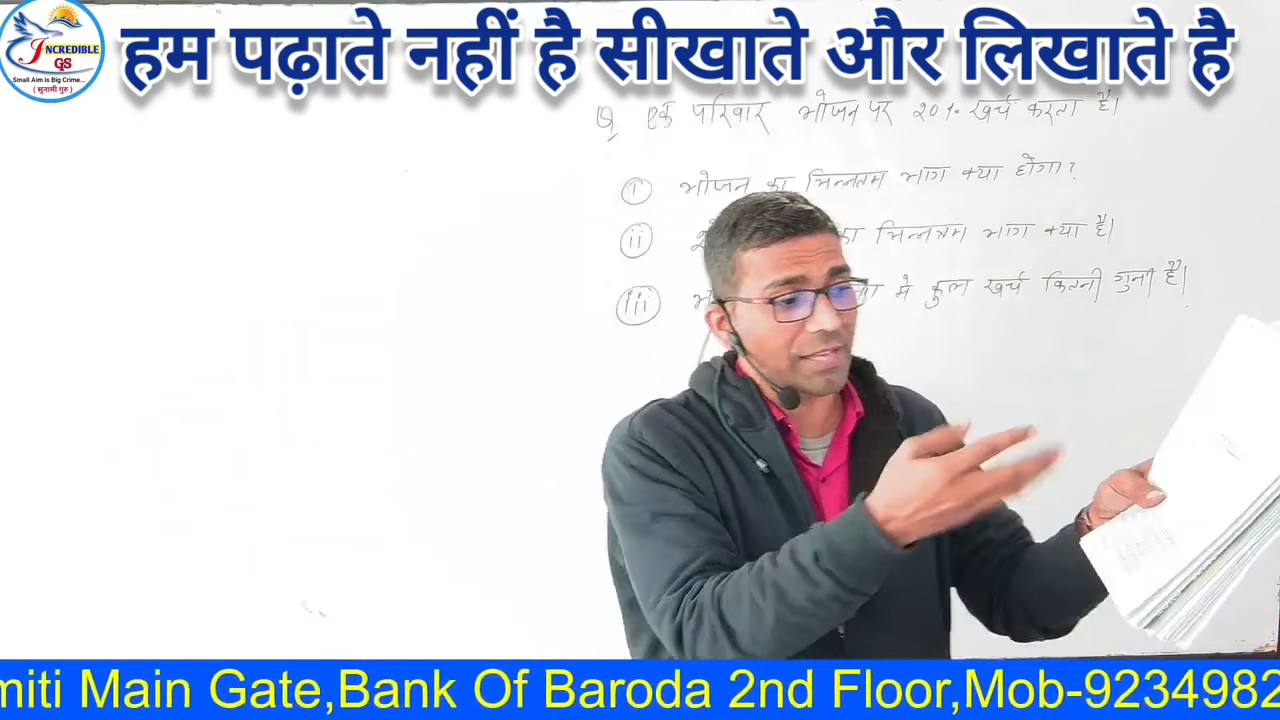 INCREDIBLE
GS
Small Aim is Big Crime...
( सुनामी गुरु )
हम पढ़ाते नहीं है सीखाते और लिखाते है
Q एक परिवार भोजन पर 20%. खर्च करता है।
i भोजन का भिन्नतम भाग क्या होगा?
ii का भिन्नतम भाग क्या है।
iii में कुल खर्च कितनी गुनी है।
miti Main Gate,Bank Of Baroda 2nd Floor,Mob-9234982